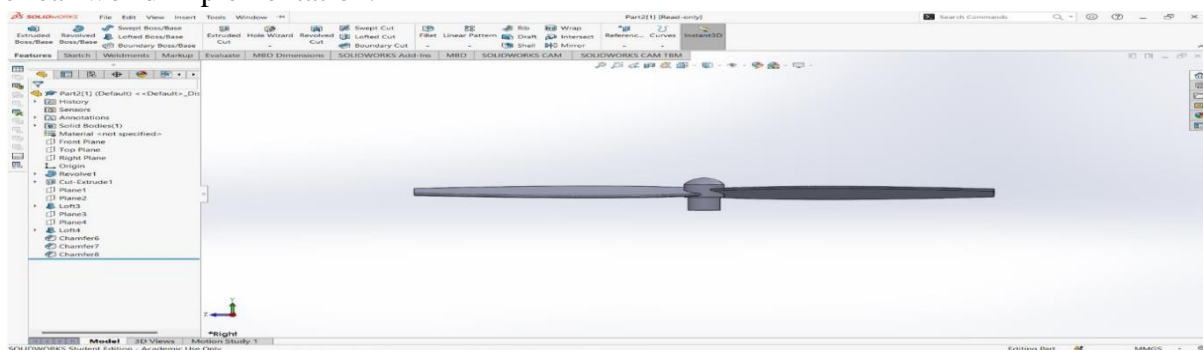 SOLIDWORKS File Edit View Insert Tools Window Part2[1] [Read-only] Search Commands
Extruded Boss/Base
Revolved Boss/Base
Swept Boss/Base
Lofted Boss/Base
Boundary Boss/Base
Extruded Cut
Hole Wizard
Revolved Cut
Swept Cut
Lofted Cut
Boundary Cut
Fillet
Linear Pattern
Rib
Draft
Shell
Wrap
Intersect
Mirror
Referenc...
Curves
Instant3D
Features Sketch Weldments Markup Evaluate MBD Dimensions SOLIDWORKS Add-Ins MBD SOLIDWORKS CAM SOLIDWORKS CAM TBM
Part2[1] (Default) <<Default>_Dis
History
Sensors
Annotations
Solid Bodies(1)
Material <not specified>
Front Plane
Top Plane
Right Plane
Origin
Revolve1
Cut-Extrude1
Plane1
Plane2
Loft3
Plane3
Plane4
Loft4
Chamfer6
Chamfer7
Chamfer8
Y
Z
*Right
Model 3D Views Motion Study 1
SOLIDWORKS Student Edition - Academic Use Only Editing Part MMGS